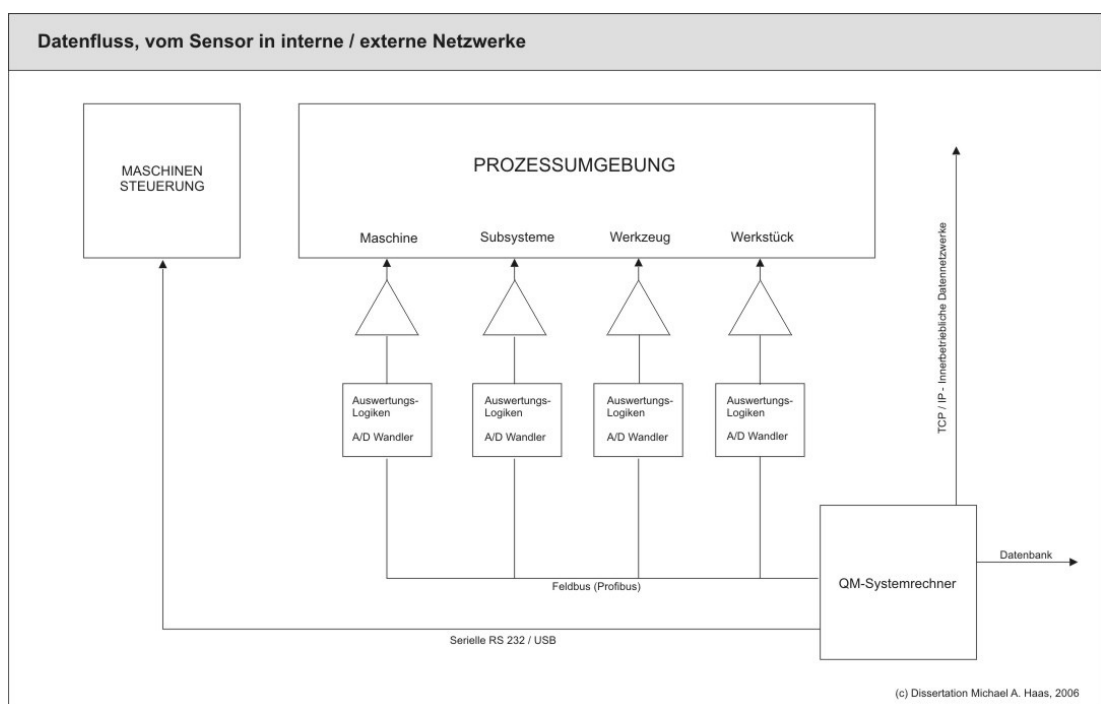 Datenfluss, vom Sensor in interne / externe Netzwerke
MASCHINEN
STEUERUNG
PROZESSUMGEBUNG
Maschine
Subsysteme
Werkzeug
Werkstück
Auswertungs-
Logiken
A/D Wandler
Auswertungs-
Logiken
A/D Wandler
Auswertungs-
Logiken
A/D Wandler
Auswertungs-
Logiken
A/D Wandler
TCP / IP - Innerbetriebliche Datennetzwerke
Datenbank
QM-Systemrechner
Feldbus (Profibus)
Serielle RS 232 / USB
(c) Dissertation Michael A. Haas, 2006